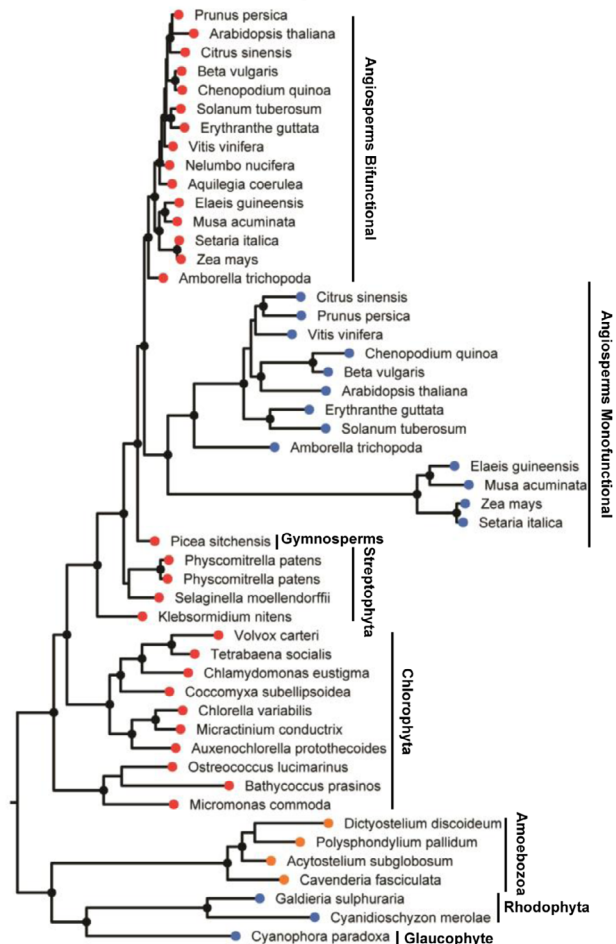 Prunus persica
Arabidopsis thaliana
Citrus sinensis
Beta vulgaris
Chenopodium quinoa
Solanum tuberosum
Erythranthe guttata
Vitis vinifera
Nelumbo nucifera
Aquilegia coerulea
Elaeis guineensis
Musa acuminata
Setaria italica
Zea mays
Amborella trichopoda
Angiosperms Bifunctional
Citrus sinensis
Prunus persica
Vitis vinifera
Chenopodium quinoa
Beta vulgaris
Arabidopsis thaliana
Erythranthe guttata
Solanum tuberosum
Amborella trichopoda
Elaeis guineensis
Musa acuminata
Zea mays
Setaria italica
Angiosperms Monofunctional
Picea sitchensis
Gymnosperms
Physcomitrella patens
Physcomitrella patens
Selaginella moellendorffii
Klebsormidium nitens
Streptophyta
Volvox carteri
Tetrabaena socialis
Chlamydomonas eustigma
Coccomyxa subellipsoidea
Chlorella variabilis
Micractinium conductrix
Auxenochlorella protothecoides
Ostreococcus lucimarinus
Bathycoccus prasinos
Micromonas commoda
Chlorophyta
Dictyostelium discoideum
Polysphondylium pallidum
Acytostelium subglobosum
Cavenderia fasciculata
Amoebozoa
Galdieria sulphuraria
Cyanidioschyzon merolae
Rhodophyta
Cyanophora paradoxa
Glaucophyte